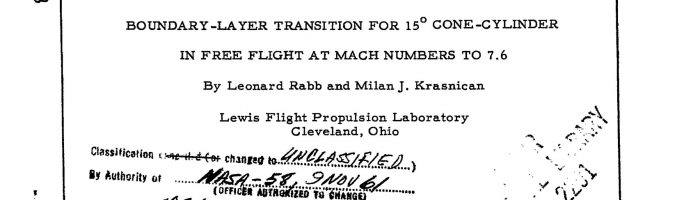 BOUNDARY-LAYER TRANSITION FOR 15° CONE-CYLINDER
IN FREE FLIGHT AT MACH NUMBERS TO 7.6
By Leonard Rabb and Milan J. Krasnican
Lewis Flight Propulsion Laboratory
Cleveland, Ohio
Classification changed to UNCLASSIFIED)
By Authority of NASA-58, 9 NOV 61
(OFFICER AUTHORIZED TO CHANGE)